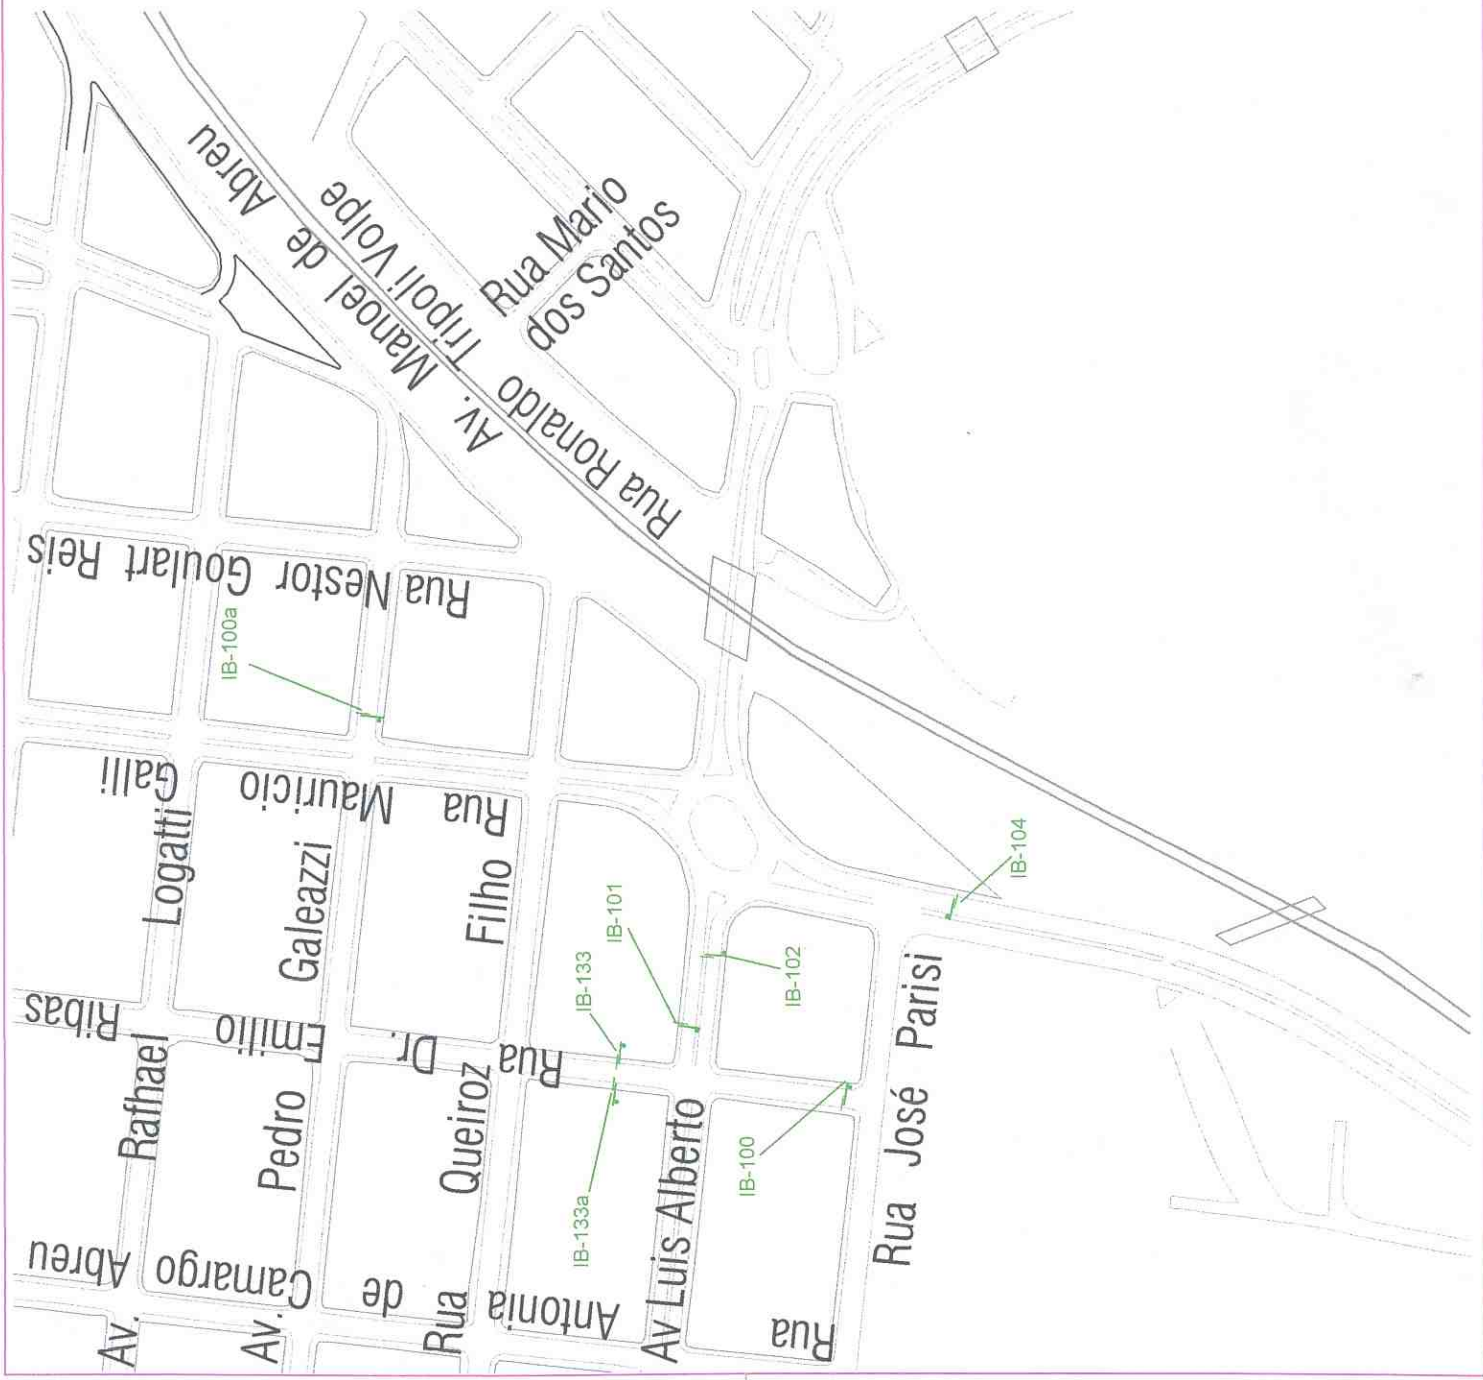 Av. Manoel de Abreu
Rua Ronaldo Tripoli Volpe
Rua Mario
dos Santos
Rua Nestor Goulart Reis
IB-100a
Rua Mauricio Galli
Av. Rafhael Logatti
Av. Pedro Galeazzi
Rua Queiroz Filho
Rua Dr. Emilio Ribas
IB-133
IB-101
IB-102
IB-104
IB-133a
IB-100
Av Luis Alberto
Rua José Parisi
Rua Antonia de Camargo Abreu